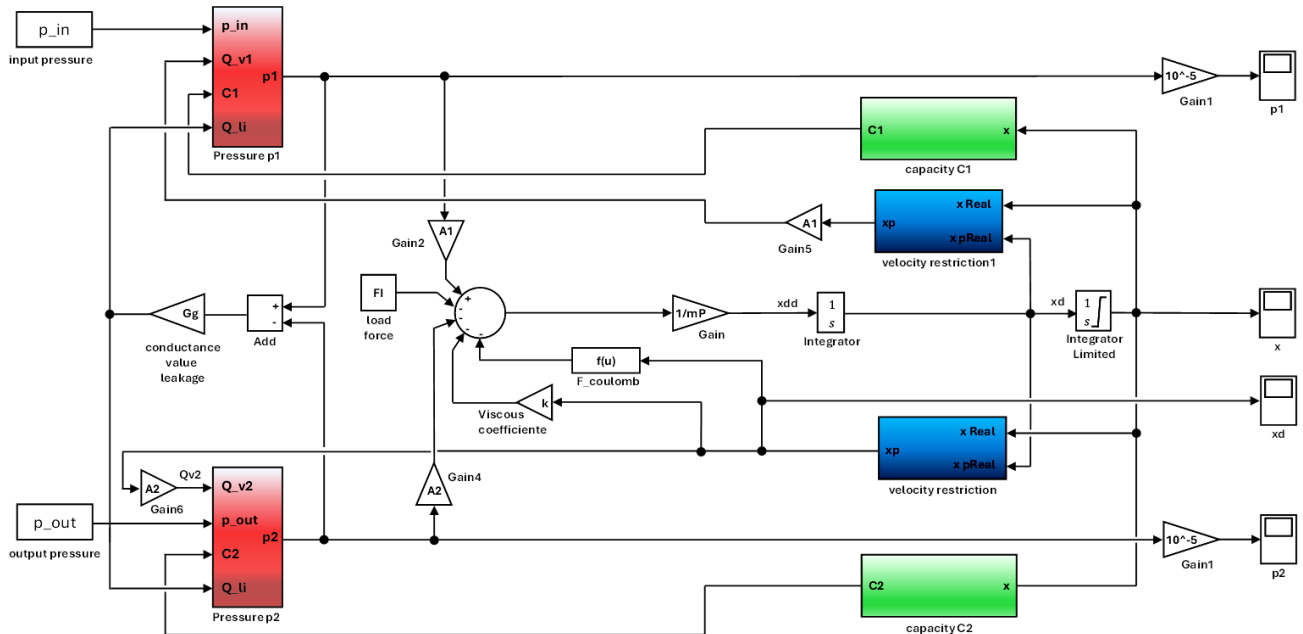 p_in
input pressure
p_in
Q_v1
C1
Q_li
p1
Pressure p1
10^-5
Gain1
p1
C1
x
capacity C1
x Real
xp
x pReal
velocity restriction1
A1
Gain5
A1
Gain2
Fl
load
force
+
-
-
-
-
1/mP
Gain
xdd
1
s
Integrator
xd
1
s
Integrator
Limited
x
Gg
conductance
value
leakage
+
-
Add
f(u)
F_coulomb
k
Viscous
coefficiente
xd
x Real
xp
x pReal
velocity restriction
A2
Gain4
A2
Gain6
Qv2
p_out
output pressure
Q_v2
p_out
p2
C2
Q_li
Pressure p2
10^-5
Gain1
p2
C2
x
capacity C2